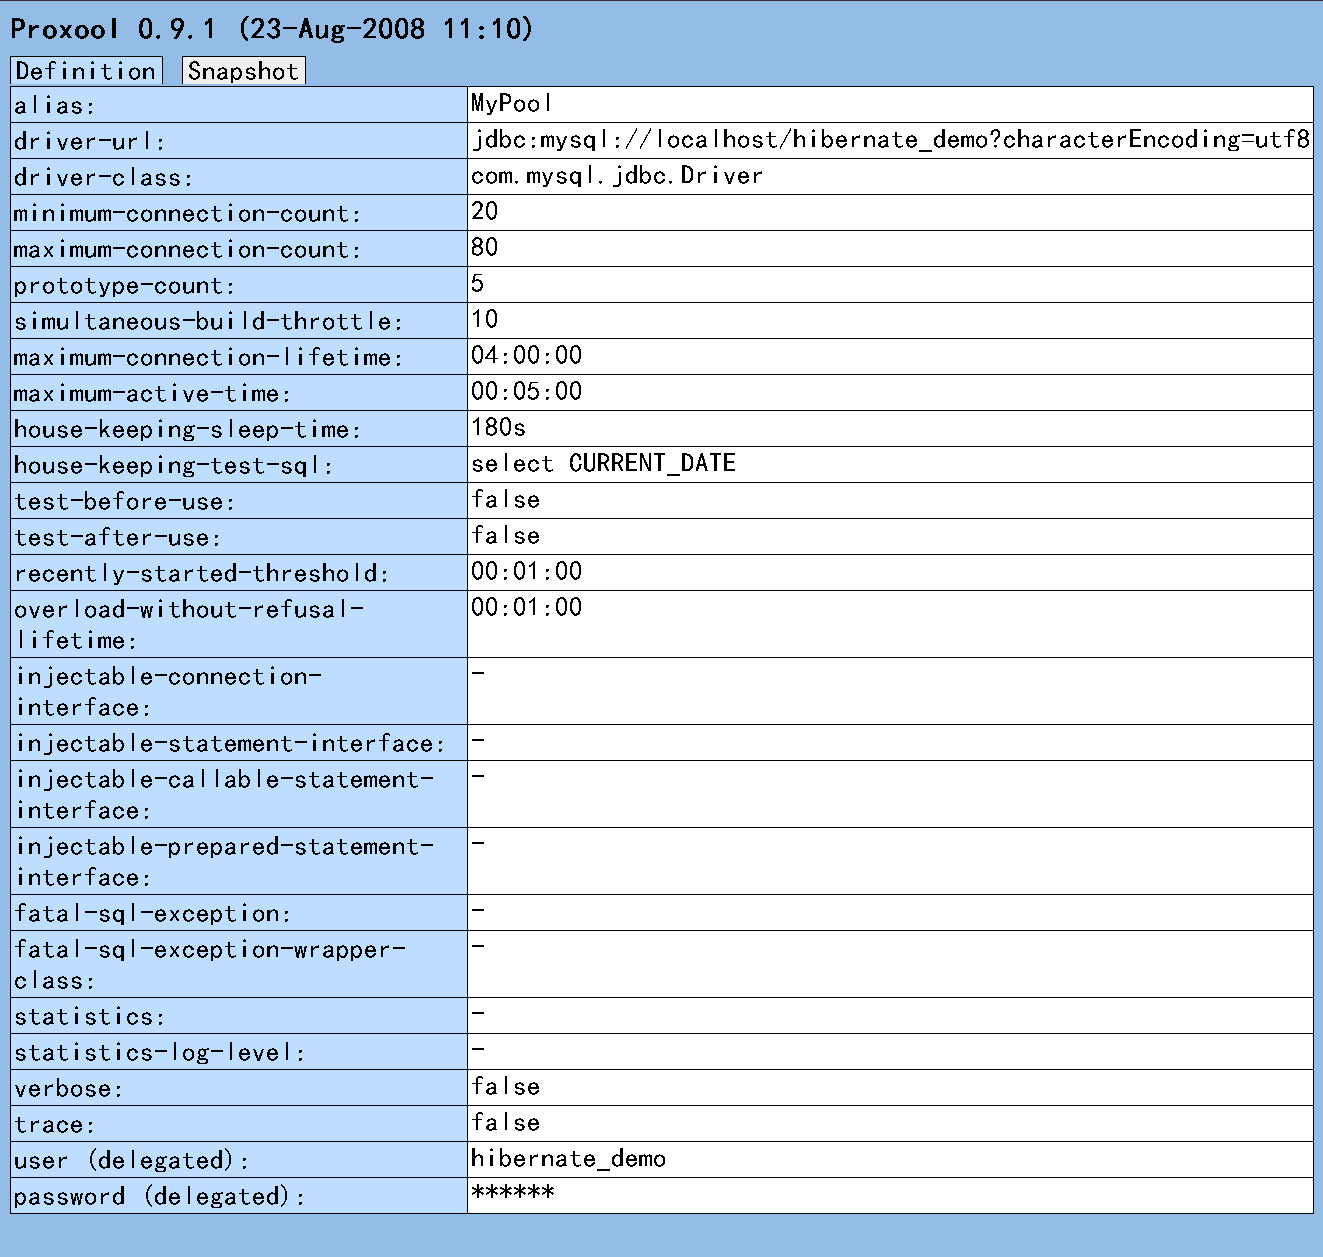 Proxool 0.9.1 (23-Aug-2008 11:10)
Definition Snapshot
alias: MyPool
driver-url: jdbc:mysql://localhost/hibernate_demo?characterEncoding=utf8
driver-class: com.mysql.jdbc.Driver
minimum-connection-count: 20
maximum-connection-count: 80
prototype-count: 5
simultaneous-build-throttle: 10
maximum-connection-lifetime: 04:00:00
maximum-active-time: 00:05:00
house-keeping-sleep-time: 180s
house-keeping-test-sql: select CURRENT_DATE
test-before-use: false
test-after-use: false
recently-started-threshold: 00:01:00
overload-without-refusal- 00:01:00
lifetime:
injectable-connection- -
interface:
injectable-statement-interface: -
injectable-callable-statement- -
interface:
injectable-prepared-statement- -
interface:
fatal-sql-exception: -
fatal-sql-exception-wrapper- -
class:
statistics: -
statistics-log-level: -
verbose: false
trace: false
user (delegated): hibernate_demo
password (delegated): ******